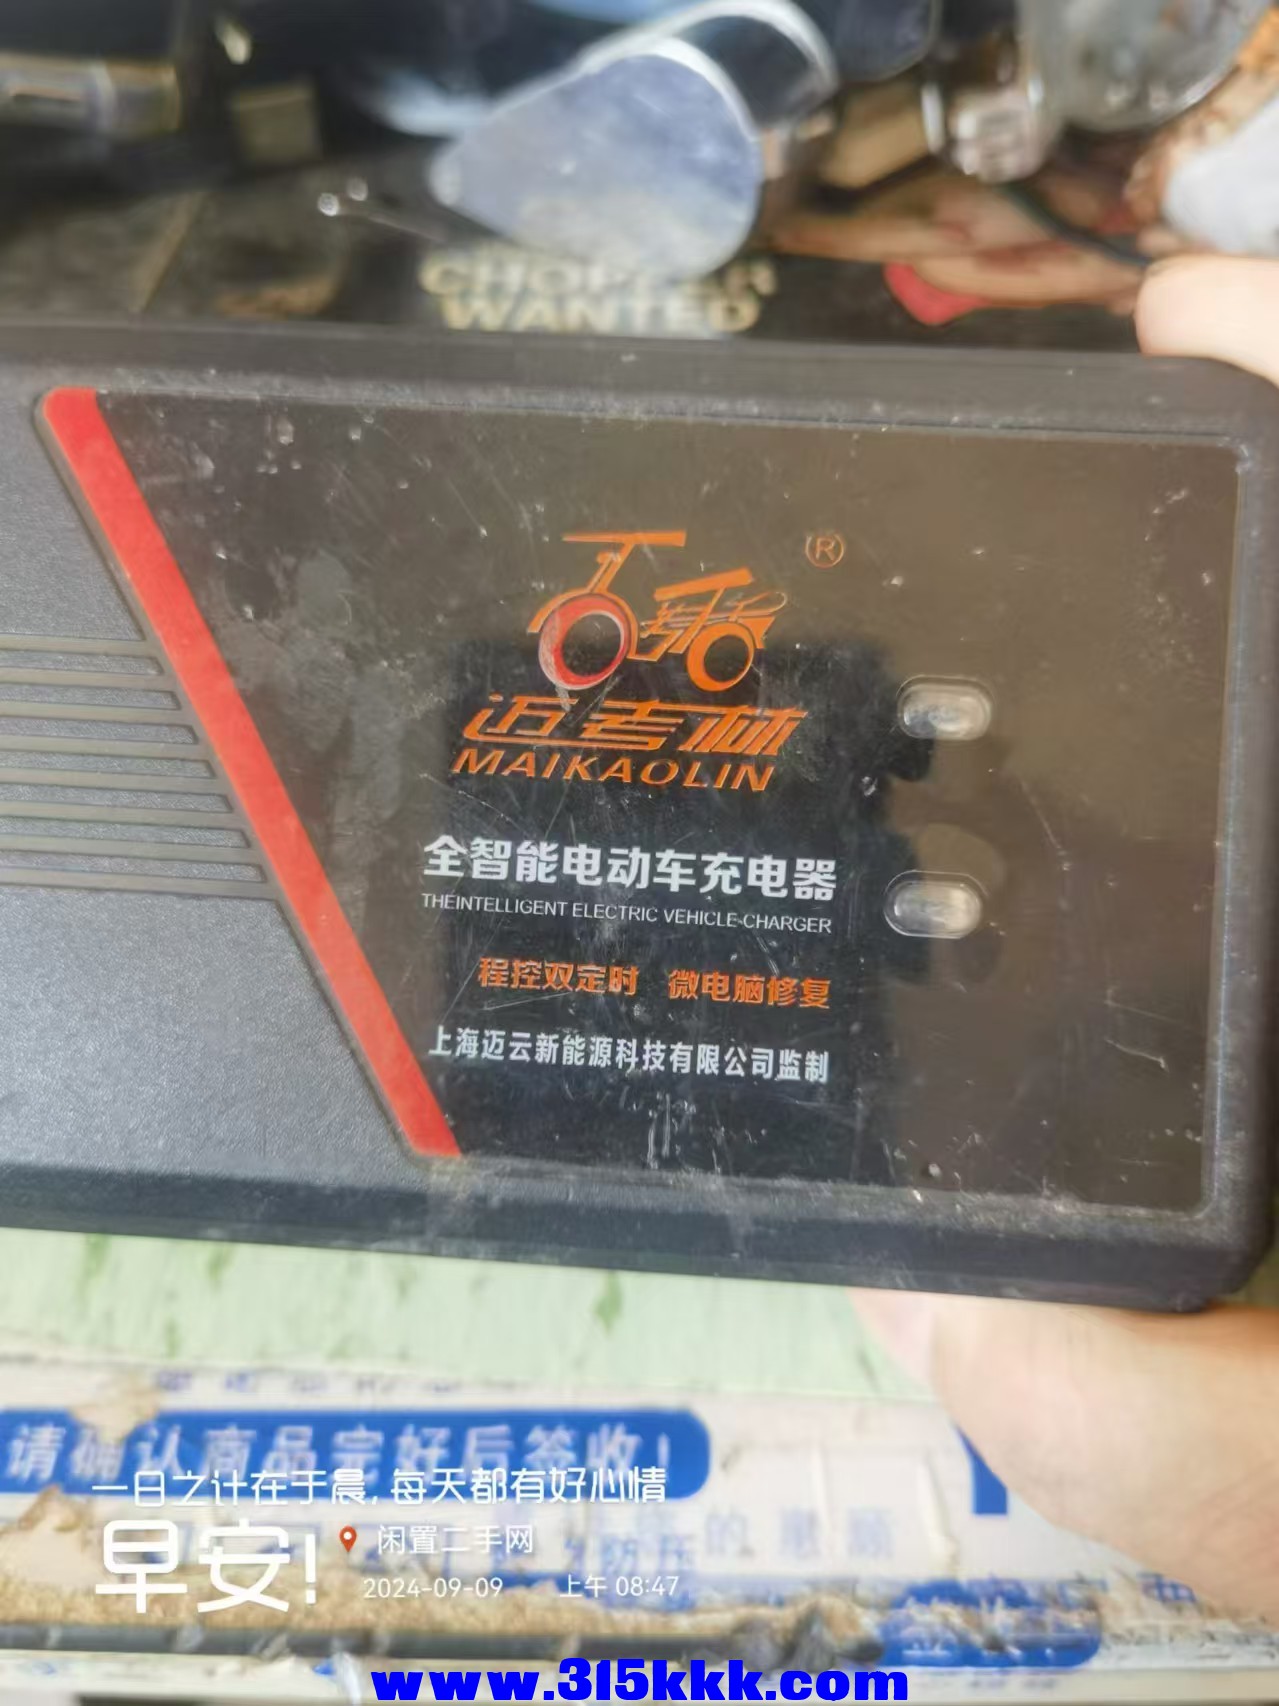 WANTED
®
迈考林
MAIKAOLIN
全智能电动车充电器
THEINTELLIGENT ELECTRIC VEHICLE-CHARGER
程控双定时 微电脑修复
上海迈云新能源科技有限公司监制
请确认商品完好后签收!
一日之计在于晨,每天都有好心情
早安!
闲置二手网
2024-09-09 上午 08:47
www.315kkk.com